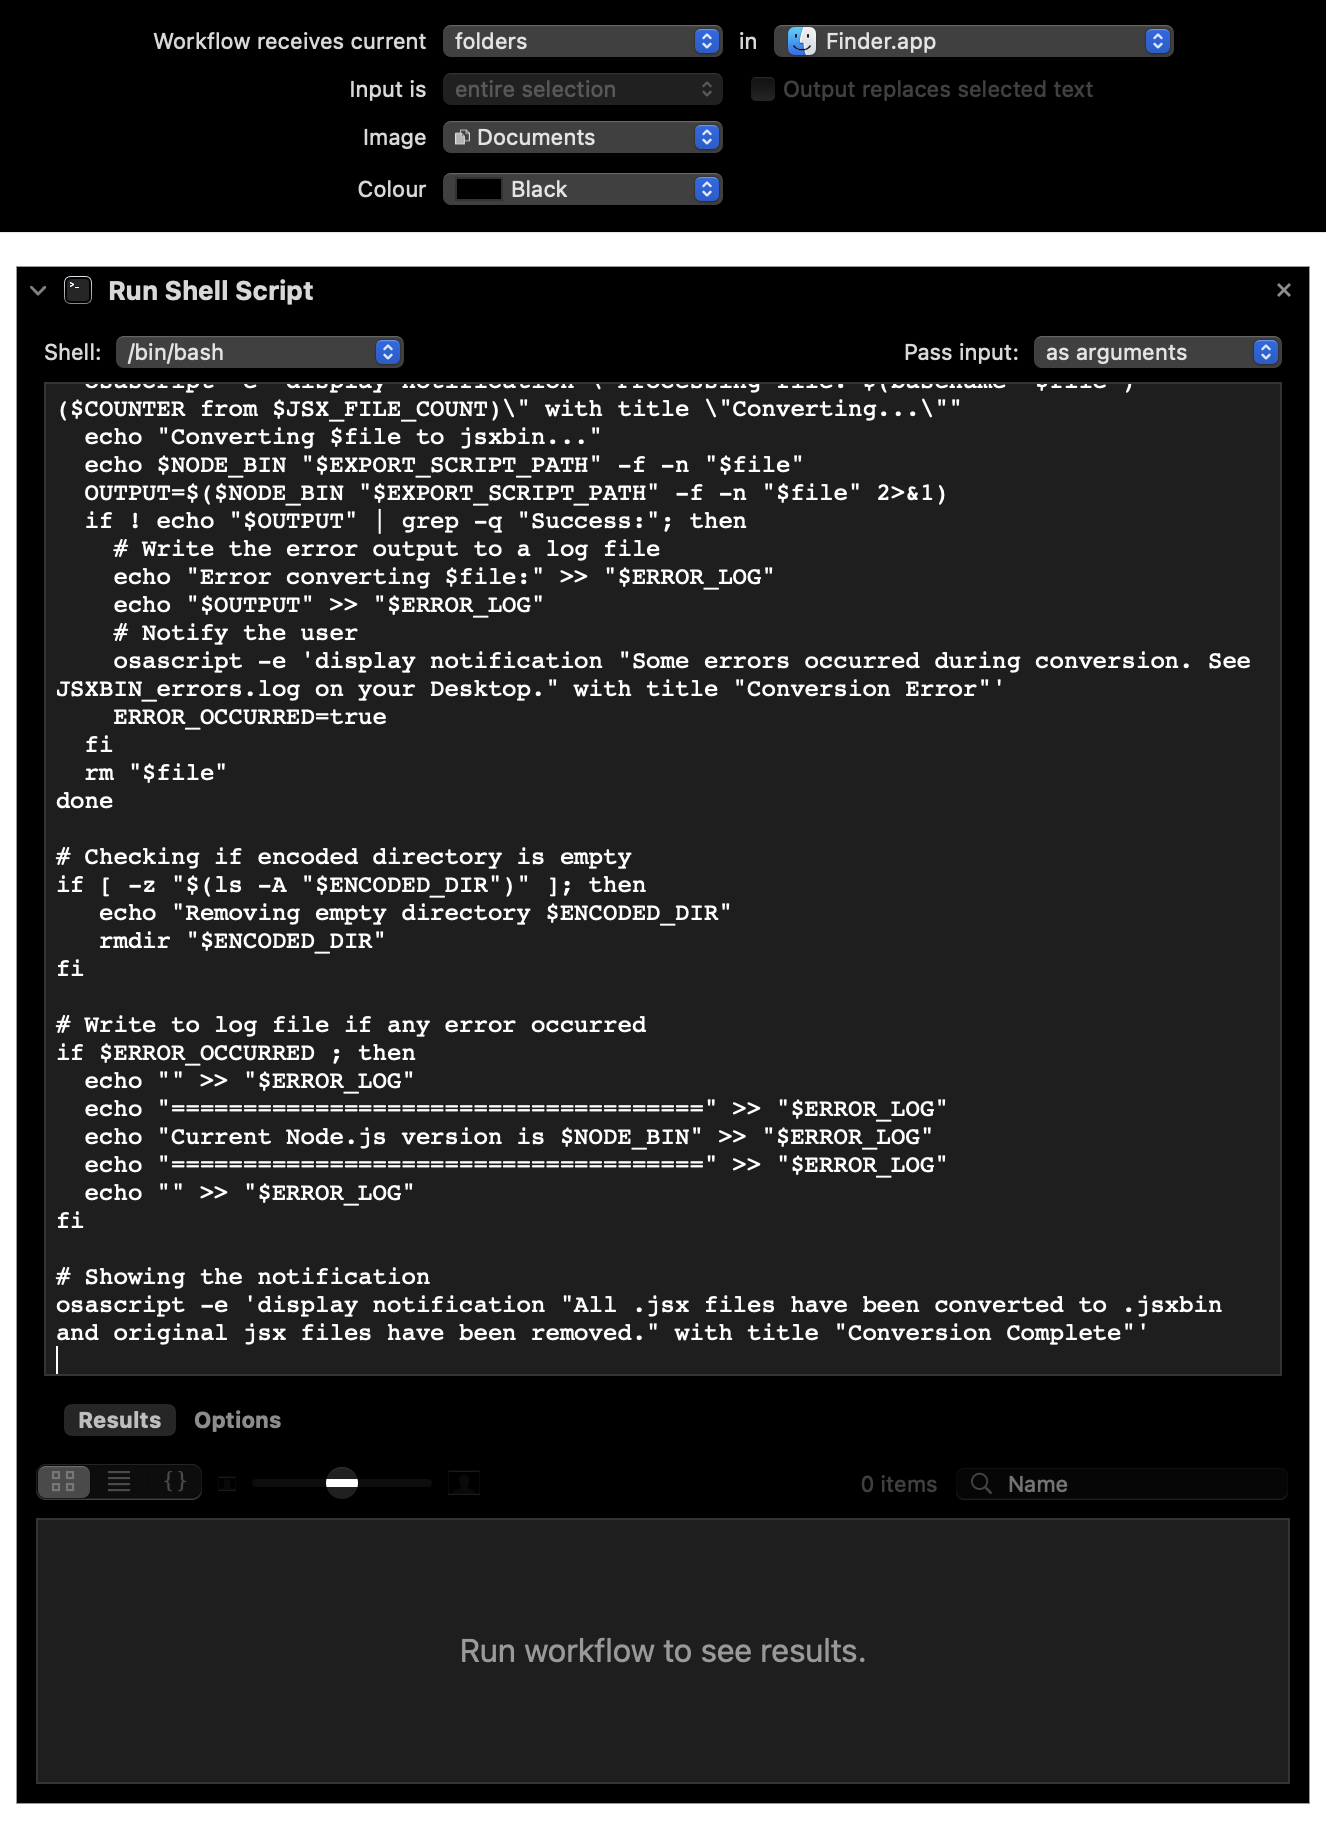 Workflow receives current folders in Finder.app
Input is entire selection Output replaces selected text
Image Documents
Colour Black
Run Shell Script
Shell: /bin/bash Pass input: as arguments
osascript -e "display notification \"Processing file: $(basename "$file")
($COUNTER from $JSX_FILE_COUNT)\" with title \"Converting...\""
echo "Converting $file to jsxbin..."
echo $NODE_BIN "$EXPORT_SCRIPT_PATH" -f -n "$file"
OUTPUT=$($NODE_BIN "$EXPORT_SCRIPT_PATH" -f -n "$file" 2>&1)
if ! echo "$OUTPUT" | grep -q "Success:"; then
# Write the error output to a log file
echo "Error converting $file:" >> "$ERROR_LOG"
echo "$OUTPUT" >> "$ERROR_LOG"
# Notify the user
osascript -e 'display notification "Some errors occurred during conversion. See
JSXBIN_errors.log on your Desktop." with title "Conversion Error"'
ERROR_OCCURRED=true
fi
rm "$file"
done
# Checking if encoded directory is empty
if [ -z "$(ls -A "$ENCODED_DIR")" ]; then
echo "Removing empty directory $ENCODED_DIR"
rmdir "$ENCODED_DIR"
fi
# Write to log file if any error occurred
if $ERROR_OCCURRED ; then
echo "" >> "$ERROR_LOG"
echo "=====================================" >> "$ERROR_LOG"
echo "Current Node.js version is $NODE_BIN" >> "$ERROR_LOG"
echo "=====================================" >> "$ERROR_LOG"
echo "" >> "$ERROR_LOG"
fi
# Showing the notification
osascript -e 'display notification "All .jsx files have been converted to .jsxbin
and original jsx files have been removed." with title "Conversion Complete"'
Results Options
0 items Name
Run workflow to see results.